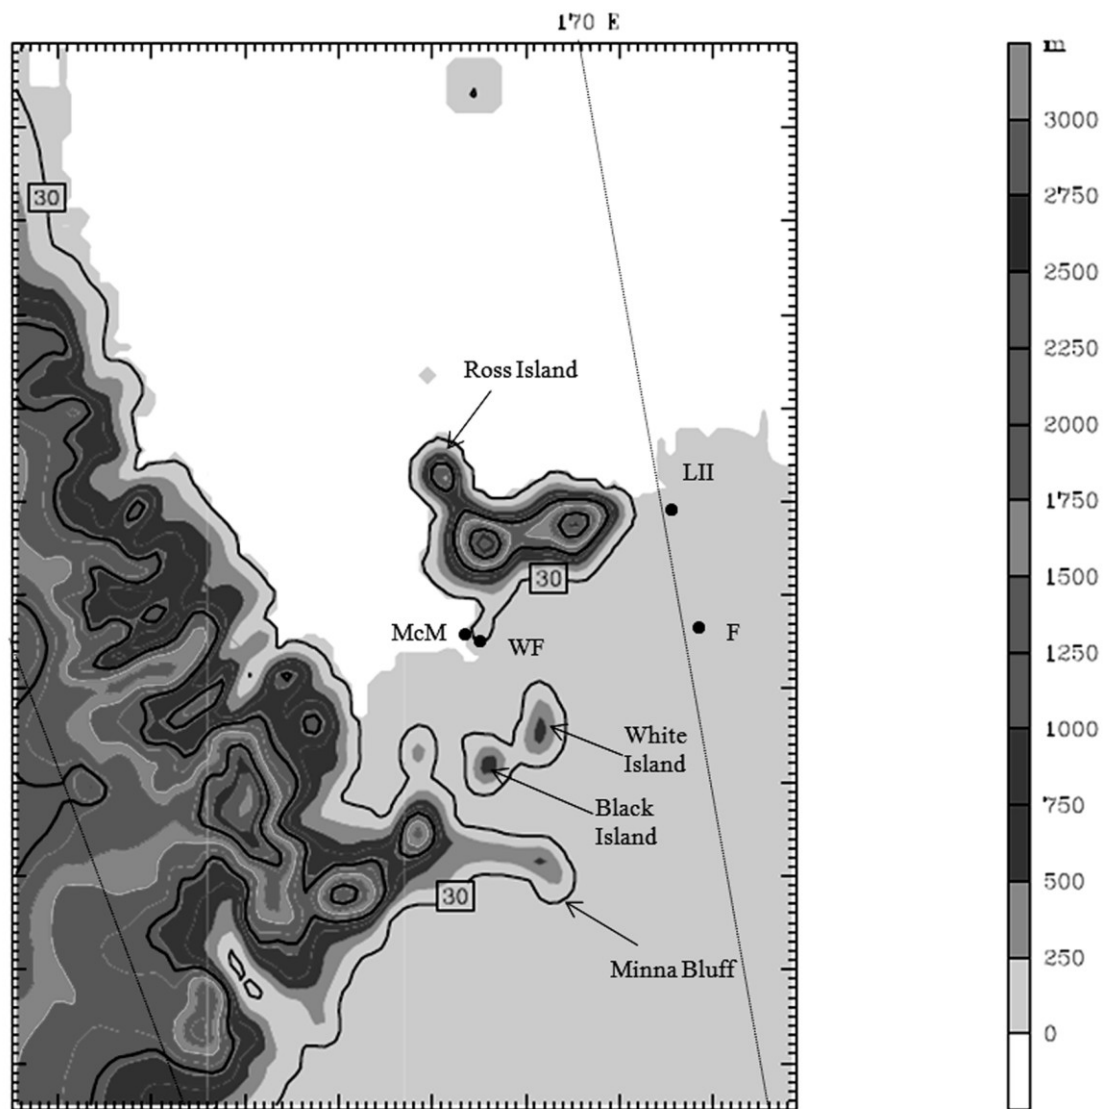 170 E
m
30
3000
2750
2500
2250
2000
Ross Island
LII
1750
1500
30
McM
WF
F
1250
White
Island
1000
Black
Island
750
30
500
Minna Bluff
250
0